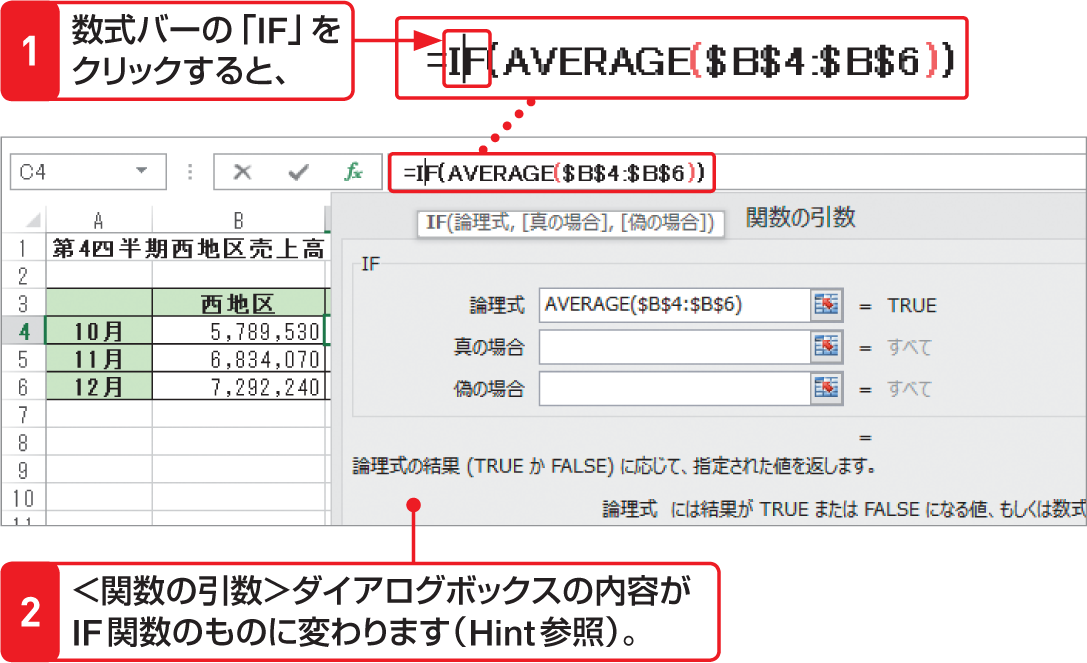 1
数式バーの「IF」を
クリックすると、
=IF(AVERAGE($B$4:$B$6))
C4
fx
=IF(AVERAGE($B$4:$B$6))
IF(論理式, [真の場合], [偽の場合])
関数の引数
A B
1 第4四半期西地区売上高
2
3 西地区
4 10月 5,789,530
5 11月 6,834,070
6 12月 7,292,240
7
8
9
10
11
IF
論理式 AVERAGE($B$4:$B$6) = TRUE
真の場合 = すべて
偽の場合 = すべて
=
論理式の結果 (TRUE か FALSE) に応じて、指定された値を返します。
論理式 には結果が TRUE または FALSE になる値、もしくは数式
2
<関数の引数>ダイアログボックスの内容が
IF関数のものに変わります(Hint参照)。